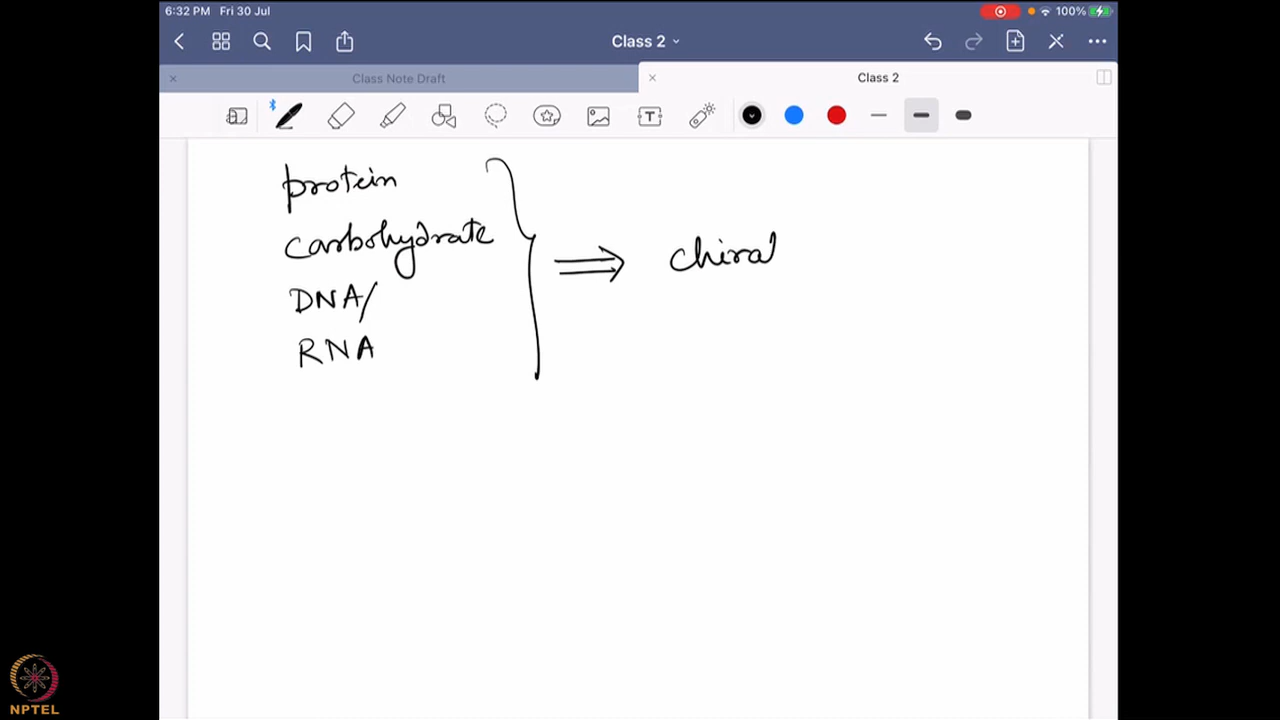 6:32 PM Fri 30 Jul
100%
Class 2
Class Note Draft
Class 2
T
protein
carbohydrate
DNA/
RNA
chiral
NPTEL